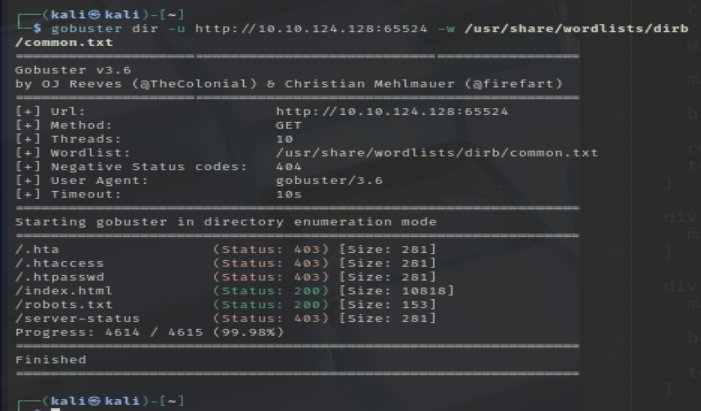 ┌──(kali㉿kali)-[~]
└─$ gobuster dir -u http://10.10.124.128:65524 -w /usr/share/wordlists/dirb
/common.txt
===============================================================
Gobuster v3.6
by OJ Reeves (@TheColonial) & Christian Mehlmauer (@firefart)
===============================================================
[+] Url:                     http://10.10.124.128:65524
[+] Method:                  GET
[+] Threads:                 10
[+] Wordlist:                /usr/share/wordlists/dirb/common.txt
[+] Negative Status codes:   404
[+] User Agent:              gobuster/3.6
[+] Timeout:                 10s
===============================================================
Starting gobuster in directory enumeration mode
===============================================================
/.hta                 (Status: 403) [Size: 281]
/.htaccess            (Status: 403) [Size: 281]
/.htpasswd            (Status: 403) [Size: 281]
/index.html           (Status: 200) [Size: 10818]
/robots.txt           (Status: 200) [Size: 153]
/server-status        (Status: 403) [Size: 281]
Progress: 4614 / 4615 (99.98%)
===============================================================
Finished
===============================================================
┌──(kali㉿kali)-[~]
div
div